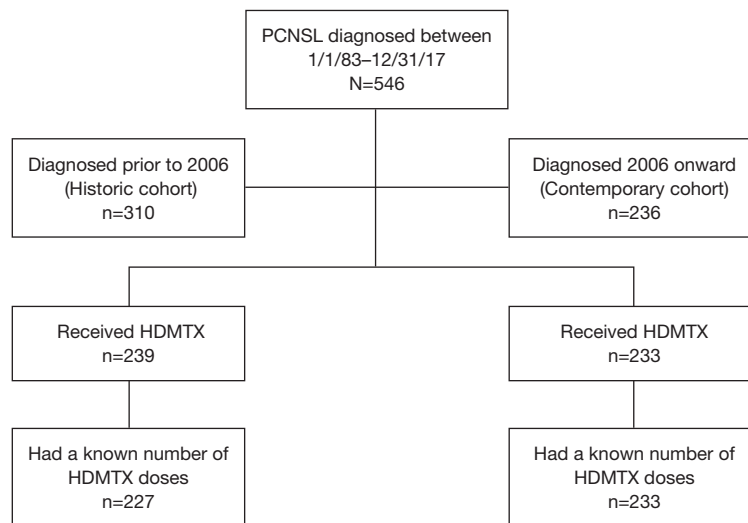 PCNSL diagnosed between
1/1/83–12/31/17
N=546
Diagnosed prior to 2006
(Historic cohort)
n=310
Diagnosed 2006 onward
(Contemporary cohort)
n=236
Received HDMTX
n=239
Received HDMTX
n=233
Had a known number of
HDMTX doses
n=227
Had a known number of
HDMTX doses
n=233